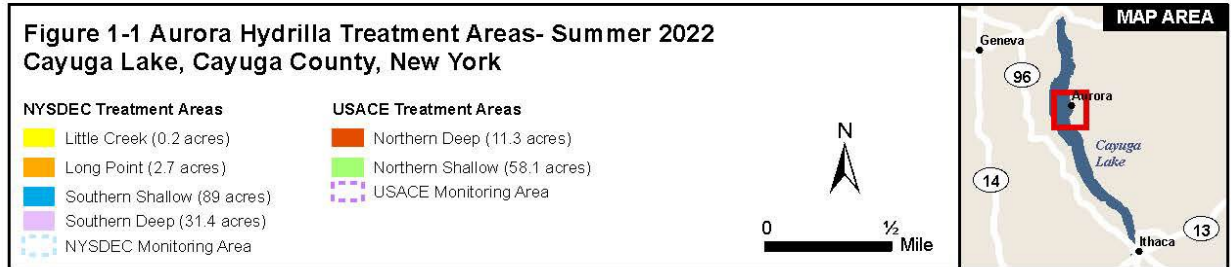 Figure 1-1 Aurora Hydrilla Treatment Areas- Summer 2022
Cayuga Lake, Cayuga County, New York
NYSDEC Treatment Areas
Little Creek (0.2 acres)
Long Point (2.7 acres)
Southern Shallow (89 acres)
Southern Deep (31.4 acres)
NYSDEC Monitoring Area
USACE Treatment Areas
Northern Deep (11.3 acres)
Northern Shallow (58.1 acres)
USACE Monitoring Area
N
0 ½
Mile
MAP AREA
Geneva
96
Aurora
Cayuga
Lake
14
13
Ithaca